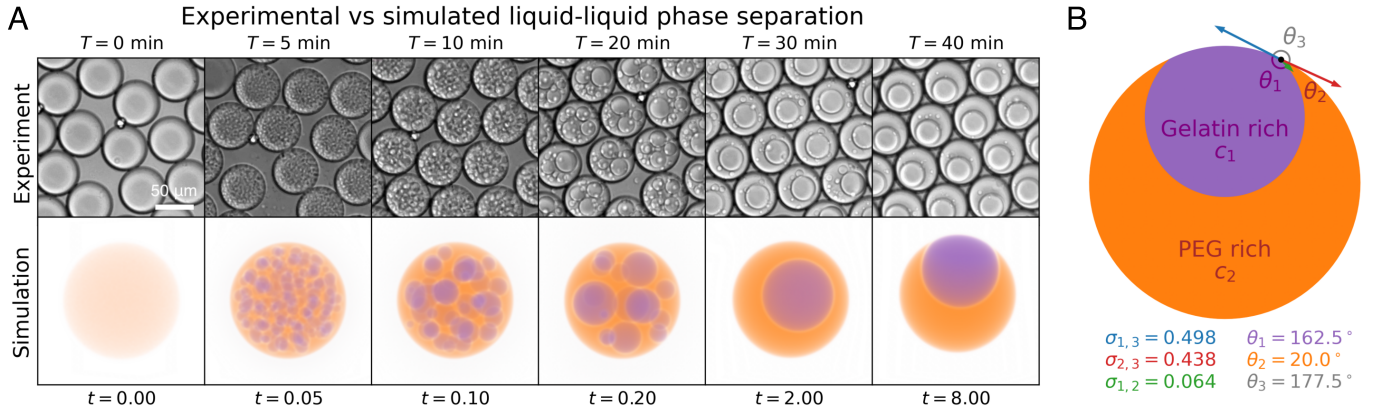 A
Experimental vs simulated liquid-liquid phase separation
T = 0 min
T = 5 min
T = 10 min
T = 20 min
T = 30 min
T = 40 min
Experiment
50 um
Simulation
t = 0.00
t = 0.05
t = 0.10
t = 0.20
t = 2.00
t = 8.00
B
θ₃
θ₁
θ₂
Gelatin rich
c₁
PEG rich
c₂
σ₁,₃ = 0.498 θ₁ = 162.5°
σ₂,₃ = 0.438 θ₂ = 20.0°
σ₁,₂ = 0.064 θ₃ = 177.5°